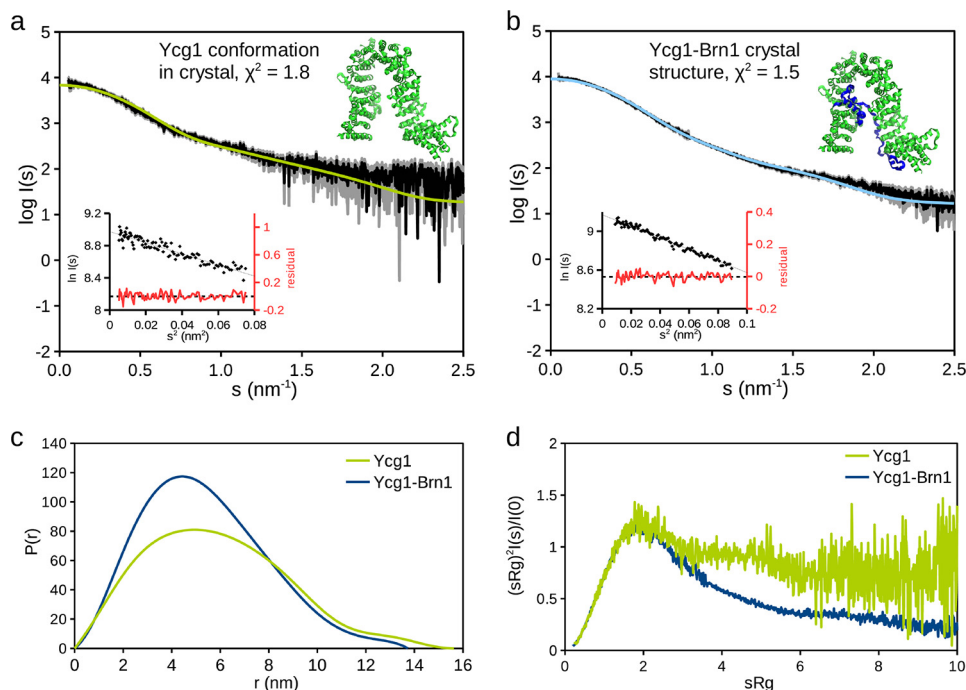 a
Ycg1 conformation
in crystal, χ² = 1.8
log I(s)
5
4
3
2
1
0
-1
-2
0.0 0.5 1.0 1.5 2.0 2.5
s (nm⁻¹)
ln I(s)
9.2
8.8
8.4
8
0 0.02 0.04 0.06 0.08
s² (nm²)
1
0.6
0.2
-0.2
residual
b
Ycg1-Brn1 crystal
structure, χ² = 1.5
log I(s)
5
4
3
2
1
0
-1
-2
0.0 0.5 1.0 1.5 2.0 2.5
s (nm⁻¹)
ln I(s)
9
8.6
8.2
0 0.02 0.04 0.06 0.08 0.1
s² (nm²)
0.4
0.2
0
-0.2
residual
c
P(r)
140
120
100
80
60
40
20
0
0 2 4 6 8 10 12 14 16
r (nm)
Ycg1
Ycg1-Brn1
d
(sRg)²I(s)/I(0)
2
1.5
1
0.5
0
0 2 4 6 8 10
sRg
Ycg1
Ycg1-Brn1